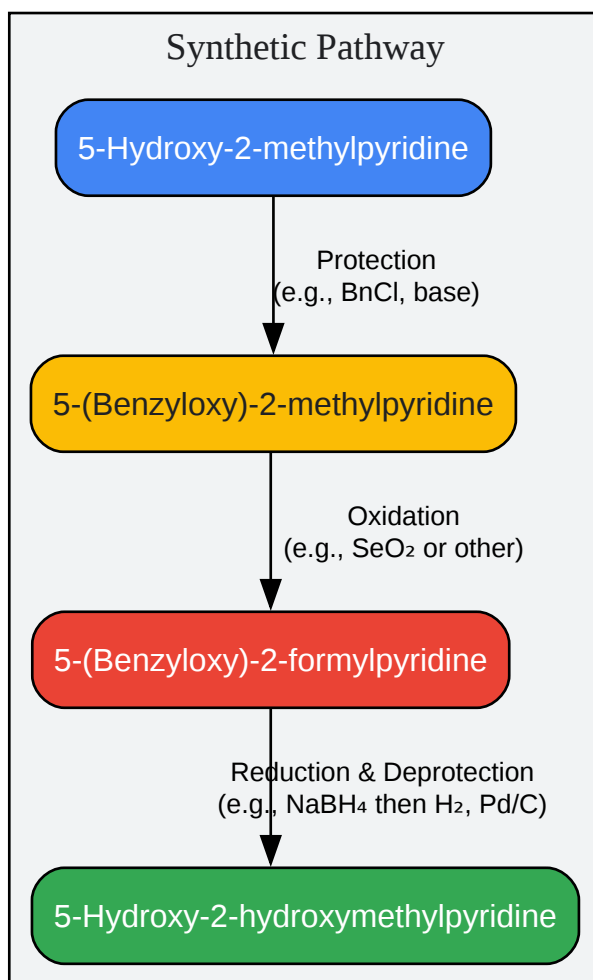 Synthetic Pathway
5-Hydroxy-2-methylpyridine
Protection
(e.g., BnCl, base)
5-(Benzyloxy)-2-methylpyridine
Oxidation
(e.g., SeO₂ or other)
5-(Benzyloxy)-2-formylpyridine
Reduction & Deprotection
(e.g., NaBH₄ then H₂, Pd/C)
5-Hydroxy-2-hydroxymethylpyridine